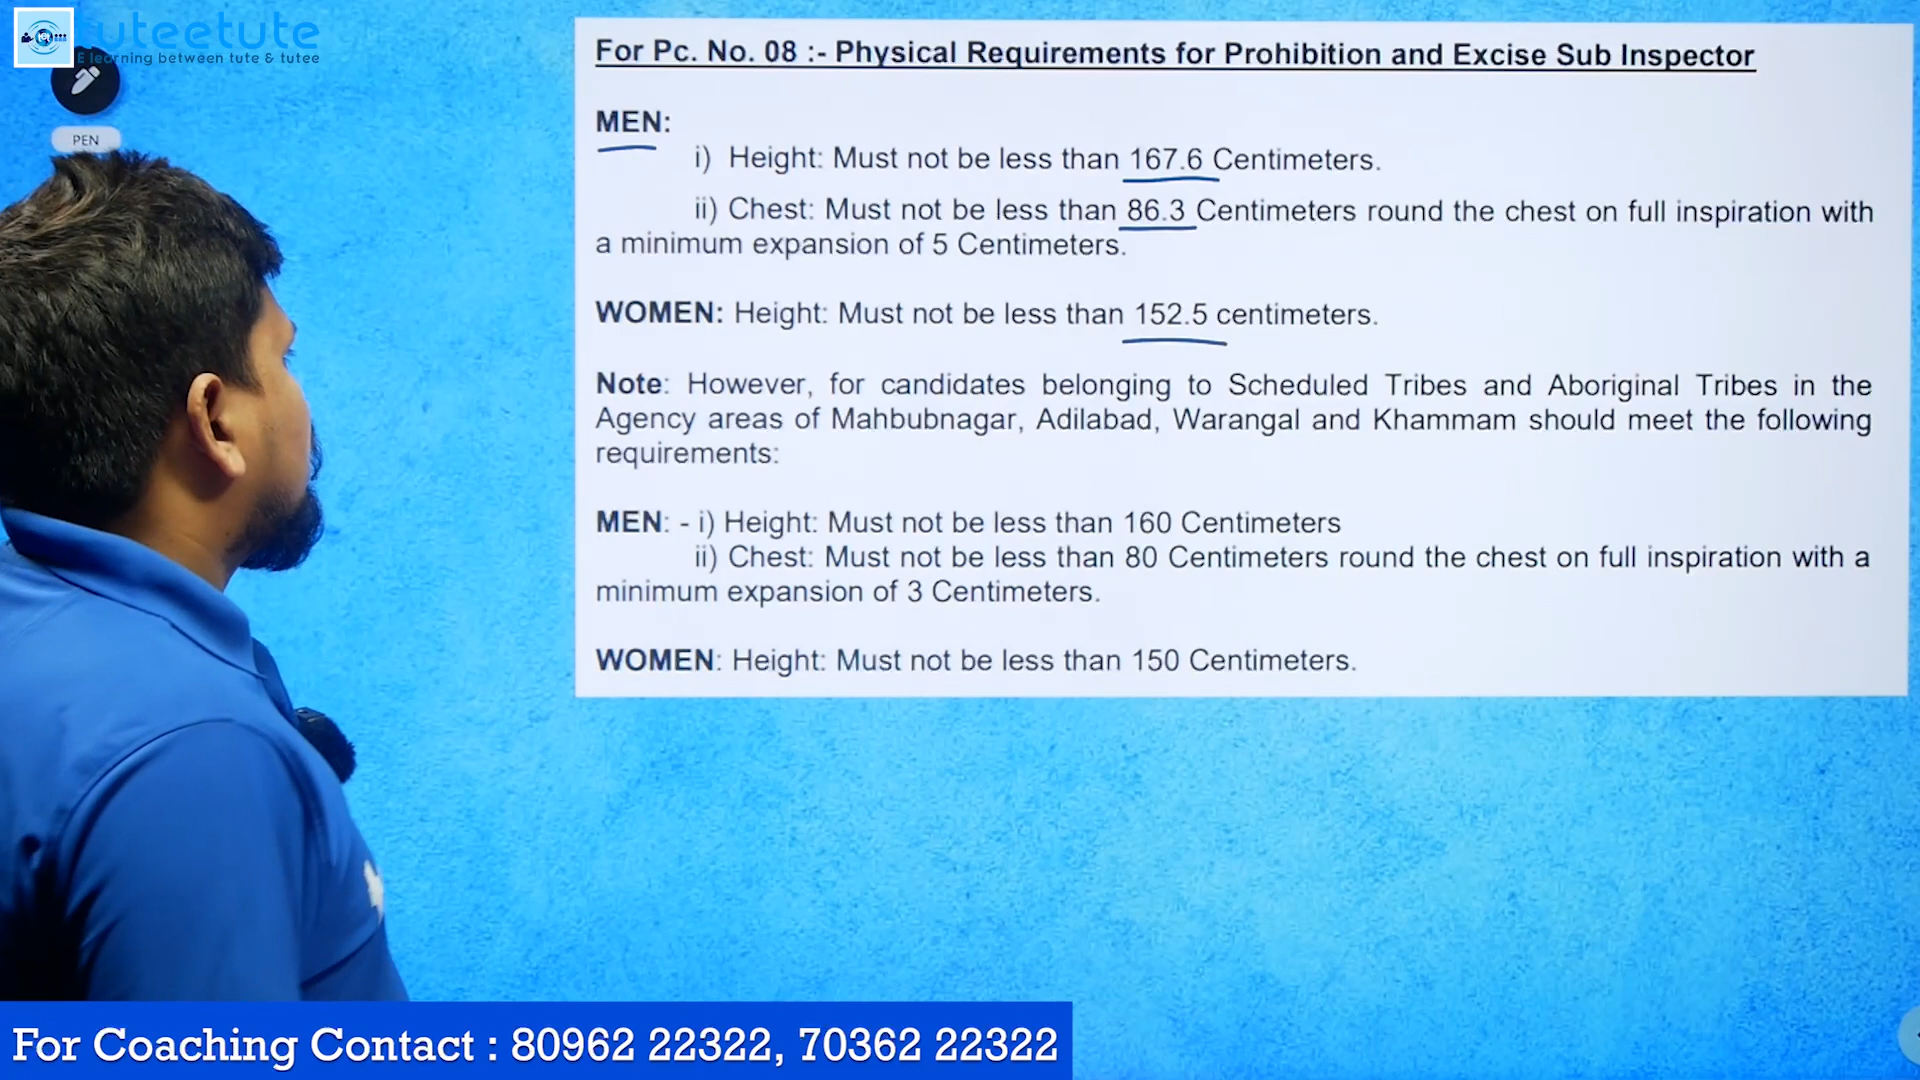 tuteetute
E learning between tute & tutee
PEN
For Pc. No. 08 :- Physical Requirements for Prohibition and Excise Sub Inspector
MEN:
i) Height: Must not be less than 167.6 Centimeters.
ii) Chest: Must not be less than 86.3 Centimeters round the chest on full inspiration with
a minimum expansion of 5 Centimeters.
WOMEN: Height: Must not be less than 152.5 centimeters.
Note: However, for candidates belonging to Scheduled Tribes and Aboriginal Tribes in the
Agency areas of Mahbubnagar, Adilabad, Warangal and Khammam should meet the following
requirements:
MEN: - i) Height: Must not be less than 160 Centimeters
ii) Chest: Must not be less than 80 Centimeters round the chest on full inspiration with a
minimum expansion of 3 Centimeters.
WOMEN: Height: Must not be less than 150 Centimeters.
For Coaching Contact : 80962 22322, 70362 22322